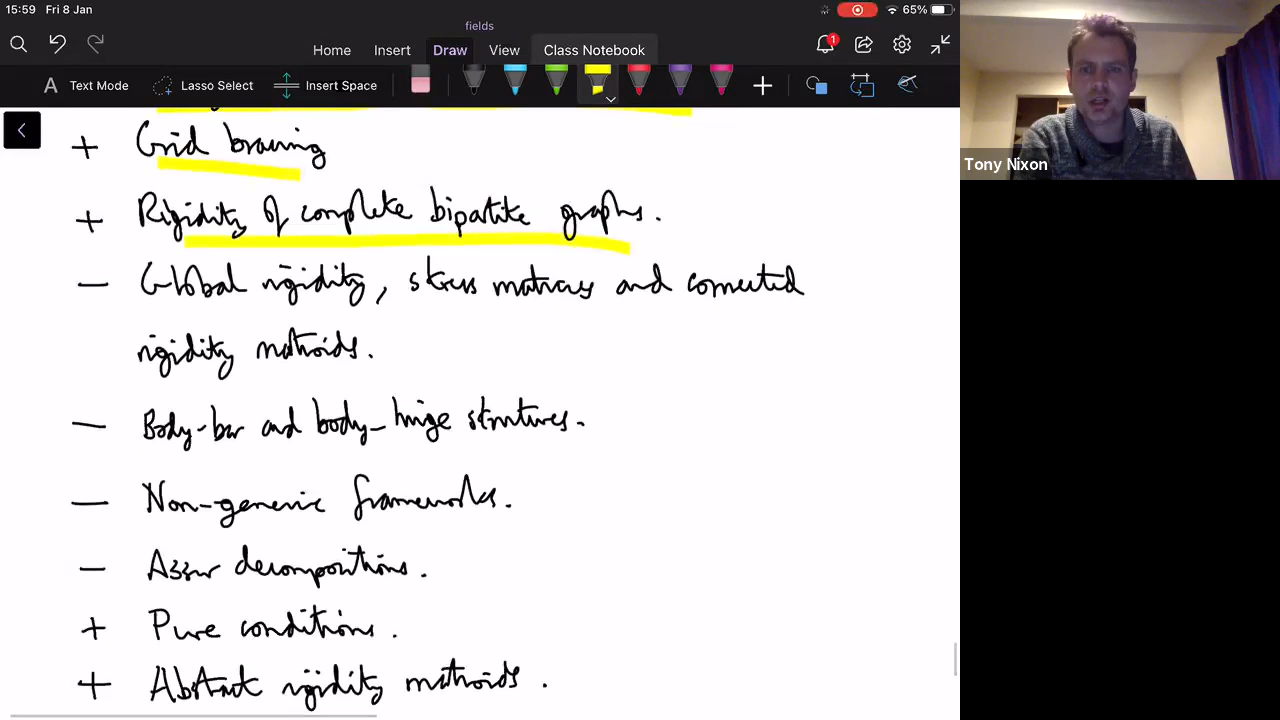 15:59 Fri 8 Jan
65%
fields
Home Insert Draw View Class Notebook
1
Text Mode Lasso Select Insert Space
+ Grid bracing
+ Rigidity of complete bipartite graphs.
— Global rigidity, stress matrices and connected
rigidity matroids.
— Body-bar and body-hinge structures.
— Non-generic frameworks.
— Assur decompositions.
+ Pure conditions.
+ Abstract rigidity matroids.
Tony Nixon